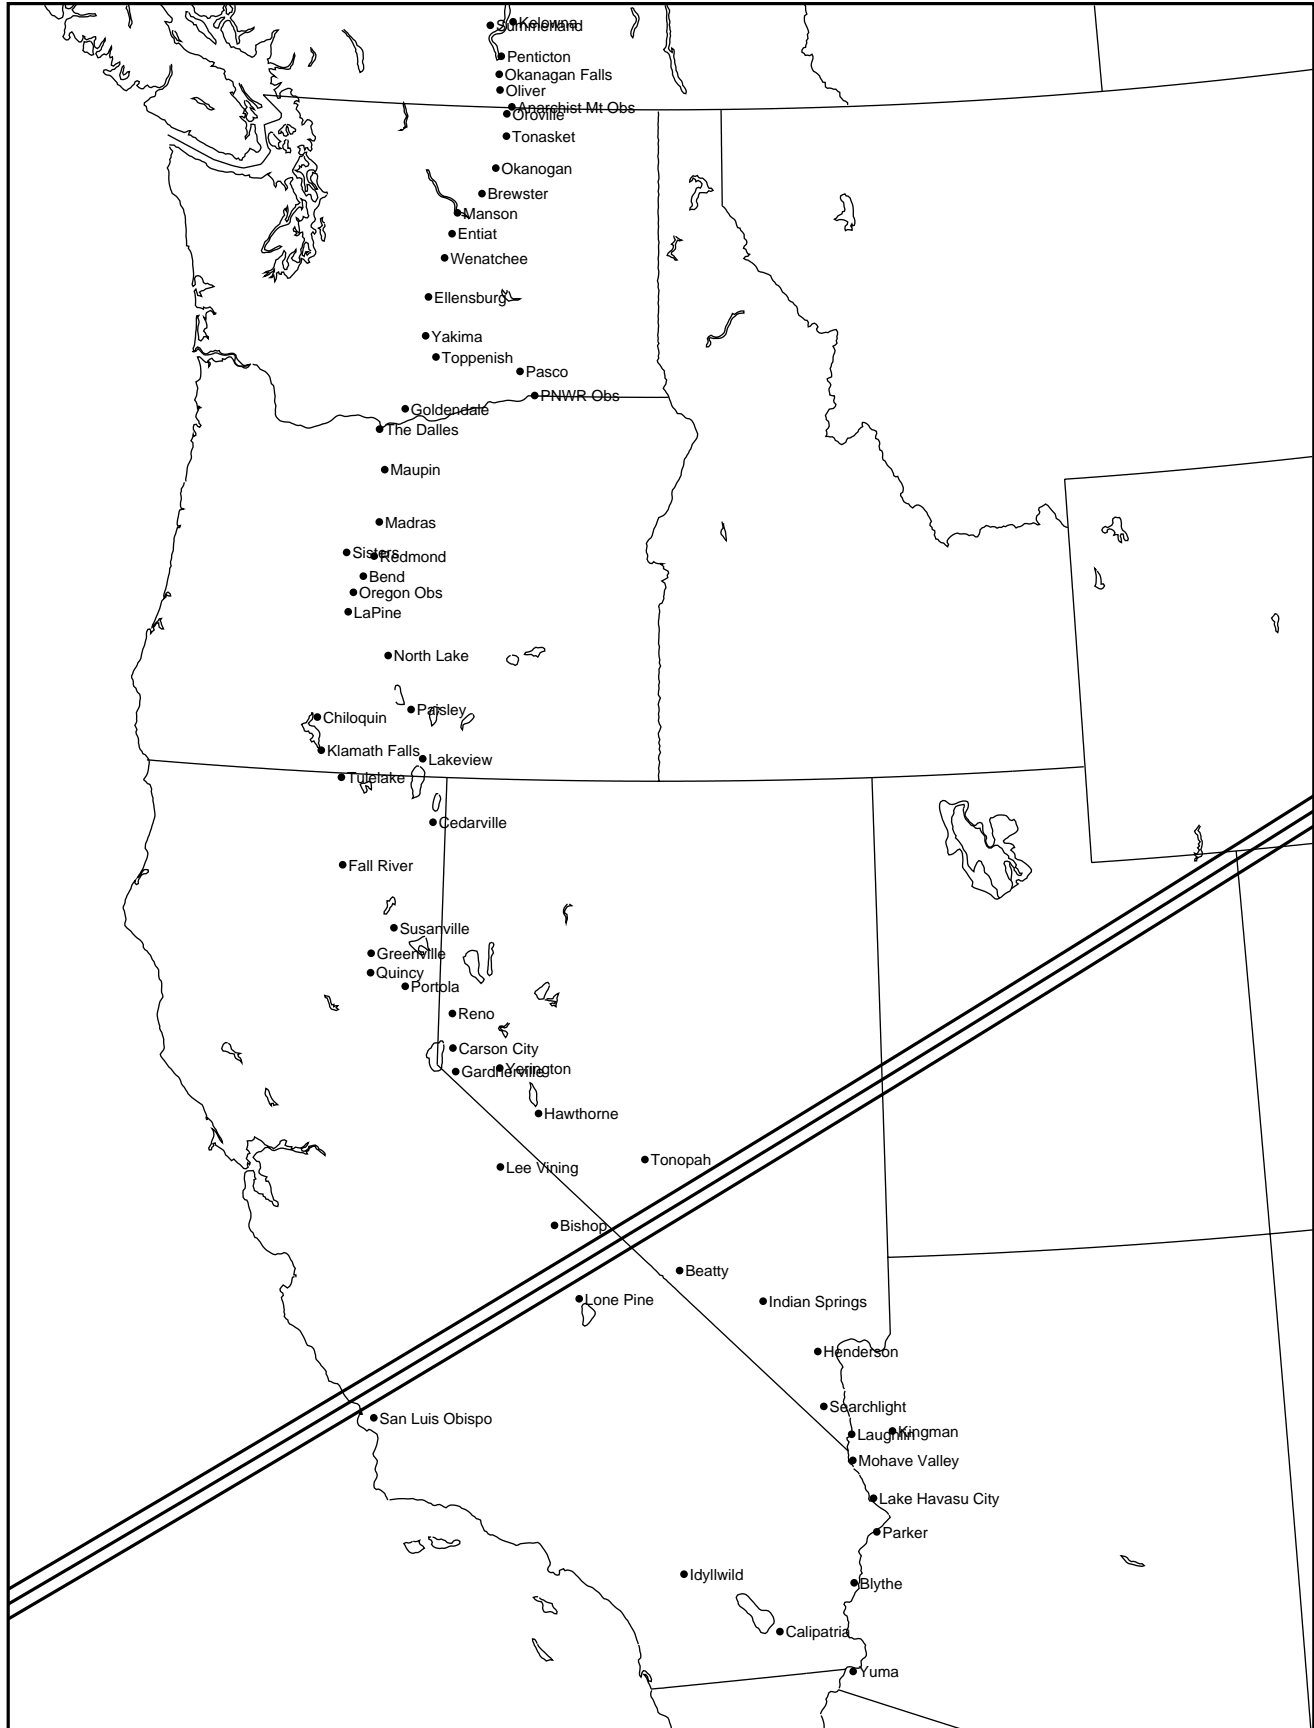 Kelowna
Summerland
Penticton
Okanagan Falls
Oliver
Anarchist Mt Obs
Oroville
Tonasket
Okanogan
Brewster
Manson
Entiat
Wenatchee
Ellensburg
Yakima
Toppenish
Pasco
PNWR Obs
Goldendale
The Dalles
Maupin
Madras
Sisters
Redmond
Bend
Oregon Obs
LaPine
North Lake
Paisley
Chiloquin
Klamath Falls
Lakeview
Tulelake
Cedarville
Fall River
Susanville
Greenville
Quincy
Portola
Reno
Carson City
Yerington
Gardnerville
Hawthorne
Tonopah
Lee Vining
Bishop
Beatty
Lone Pine
Indian Springs
Henderson
Searchlight
San Luis Obispo
Kingman
Laughlin
Mohave Valley
Lake Havasu City
Parker
Idyllwild
Blythe
Calipatria
Yuma